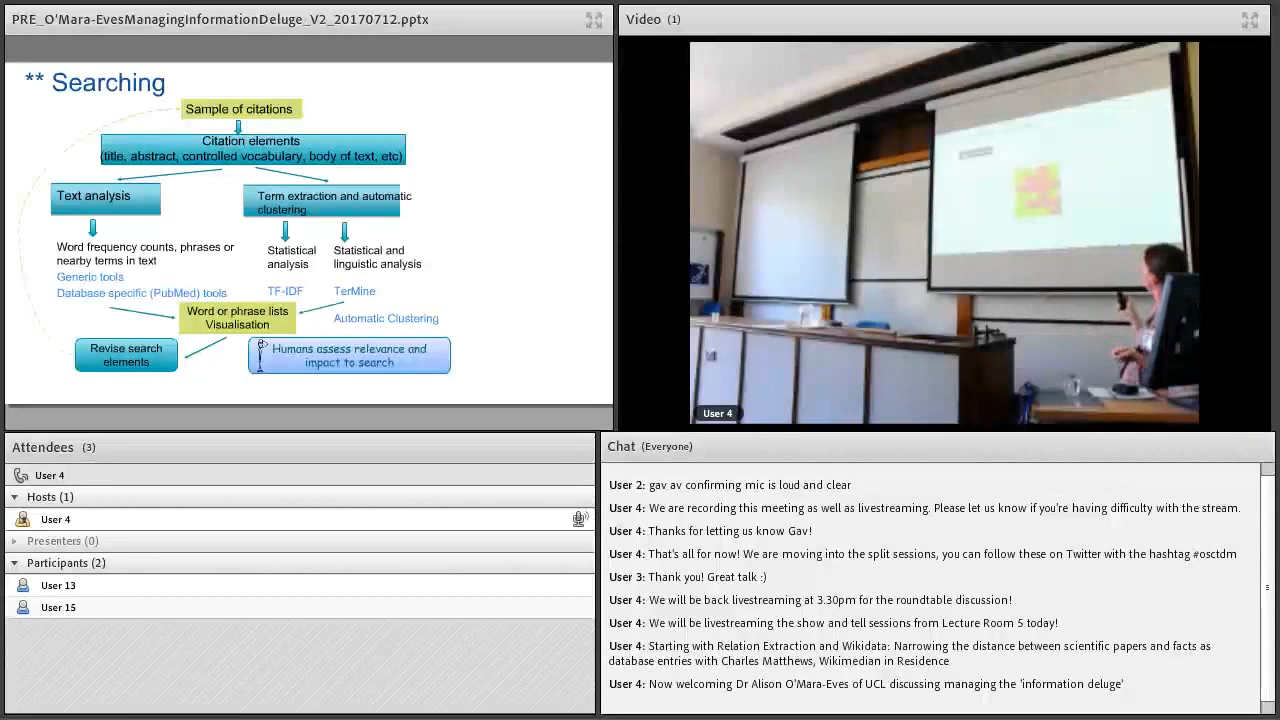 PRE_O'Mara-EvesManagingInformationDeluge_V2_20170712.pptx
** Searching
Sample of citations
Citation elements
(title, abstract, controlled vocabulary, body of text, etc)
Text analysis
Term extraction and automatic
clustering
Word frequency counts, phrases or
nearby terms in text
Generic tools
Database specific (PubMed) tools
Statistical
analysis
TF-IDF
Statistical and
linguistic analysis
TerMine
Automatic Clustering
Word or phrase lists
Visualisation
Revise search
elements
Humans assess relevance and
impact to search
Video (1)
User 4
Attendees (3)
User 4
Hosts (1)
User 4
Presenters (0)
Participants (2)
User 13
User 15
Chat (Everyone)
User 2: gav av confirming mic is loud and clear
User 4: We are recording this meeting as well as livestreaming. Please let us know if you're having difficulty with the stream.
User 4: Thanks for letting us know Gav!
User 4: That's all for now! We are moving into the split sessions, you can follow these on Twitter with the hashtag #osctdm
User 3: Thank you! Great talk :)
User 4: We will be back livestreaming at 3.30pm for the roundtable discussion!
User 4: We will be livestreaming the show and tell sessions from Lecture Room 5 today!
User 4: Starting with Relation Extraction and Wikidata: Narrowing the distance between scientific papers and facts as
database entries with Charles Matthews, Wikimedian in Residence
User 4: Now welcoming Dr Alison O'Mara-Eves of UCL discussing managing the 'information deluge'